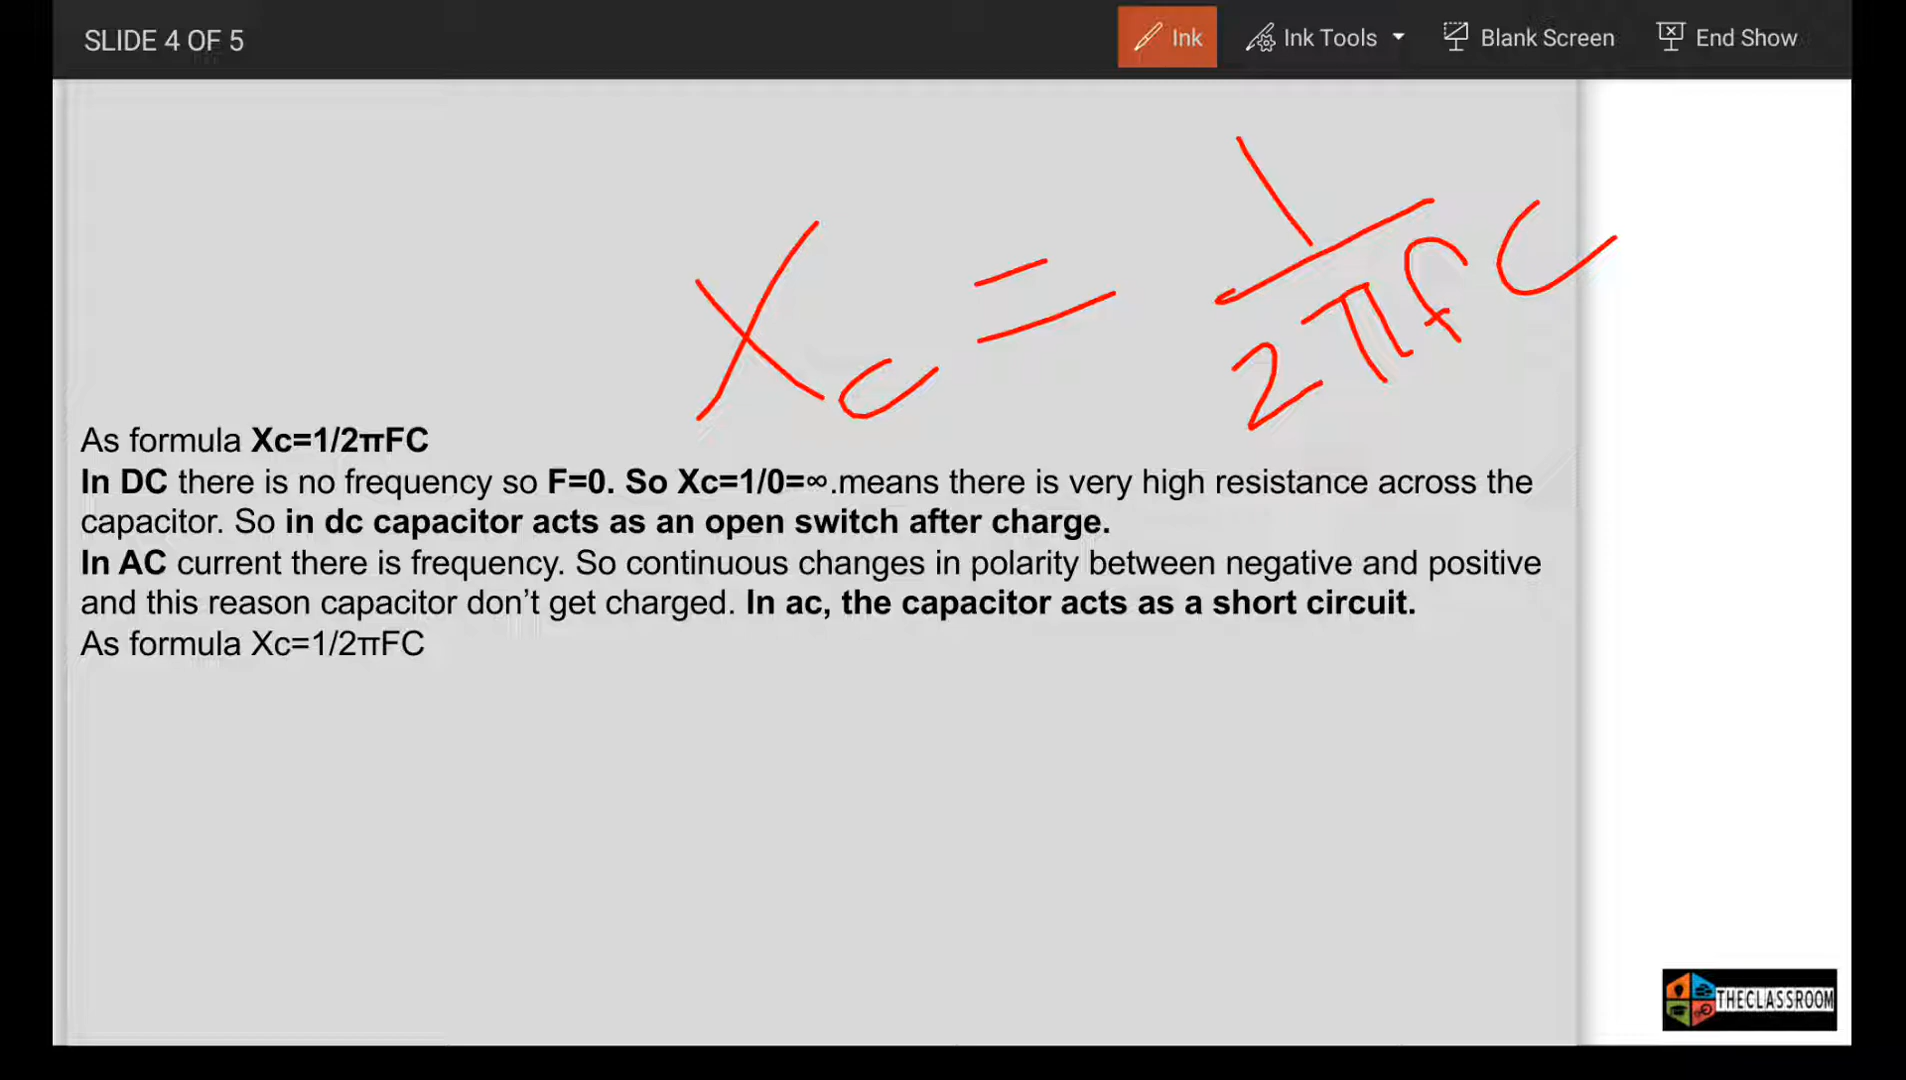 SLIDE 4 OF 5
Ink
Ink Tools
Blank Screen
End Show
Xc = 1/2πfC
As formula Xc=1/2πFC
In DC there is no frequency so F=0. So Xc=1/0=∞.means there is very high resistance across the
capacitor. So in dc capacitor acts as an open switch after charge.
In AC current there is frequency. So continuous changes in polarity between negative and positive
and this reason capacitor don’t get charged. In ac, the capacitor acts as a short circuit.
As formula Xc=1/2πFC
THECLASSROOM